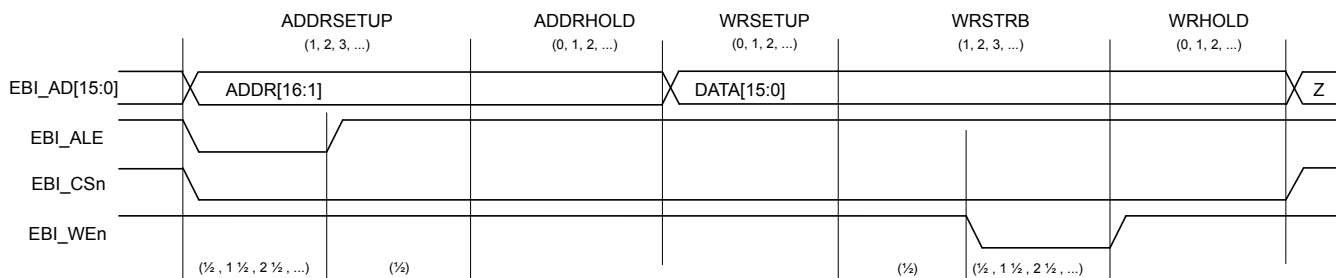 ADDRSETUP ADDRHOLD WRSETUP WRSTRB WRHOLD
(1, 2, 3, ...) (0, 1, 2, ...) (0, 1, 2, ...) (1, 2, 3, ...) (0, 1, 2, ...)
EBI_AD[15:0] ADDR[16:1] DATA[15:0] Z
EBI_ALE
EBI_CSn
EBI_WEn
(½ , 1 ½ , 2 ½ , ...) (½) (½) (½ , 1 ½ , 2 ½ , ...)